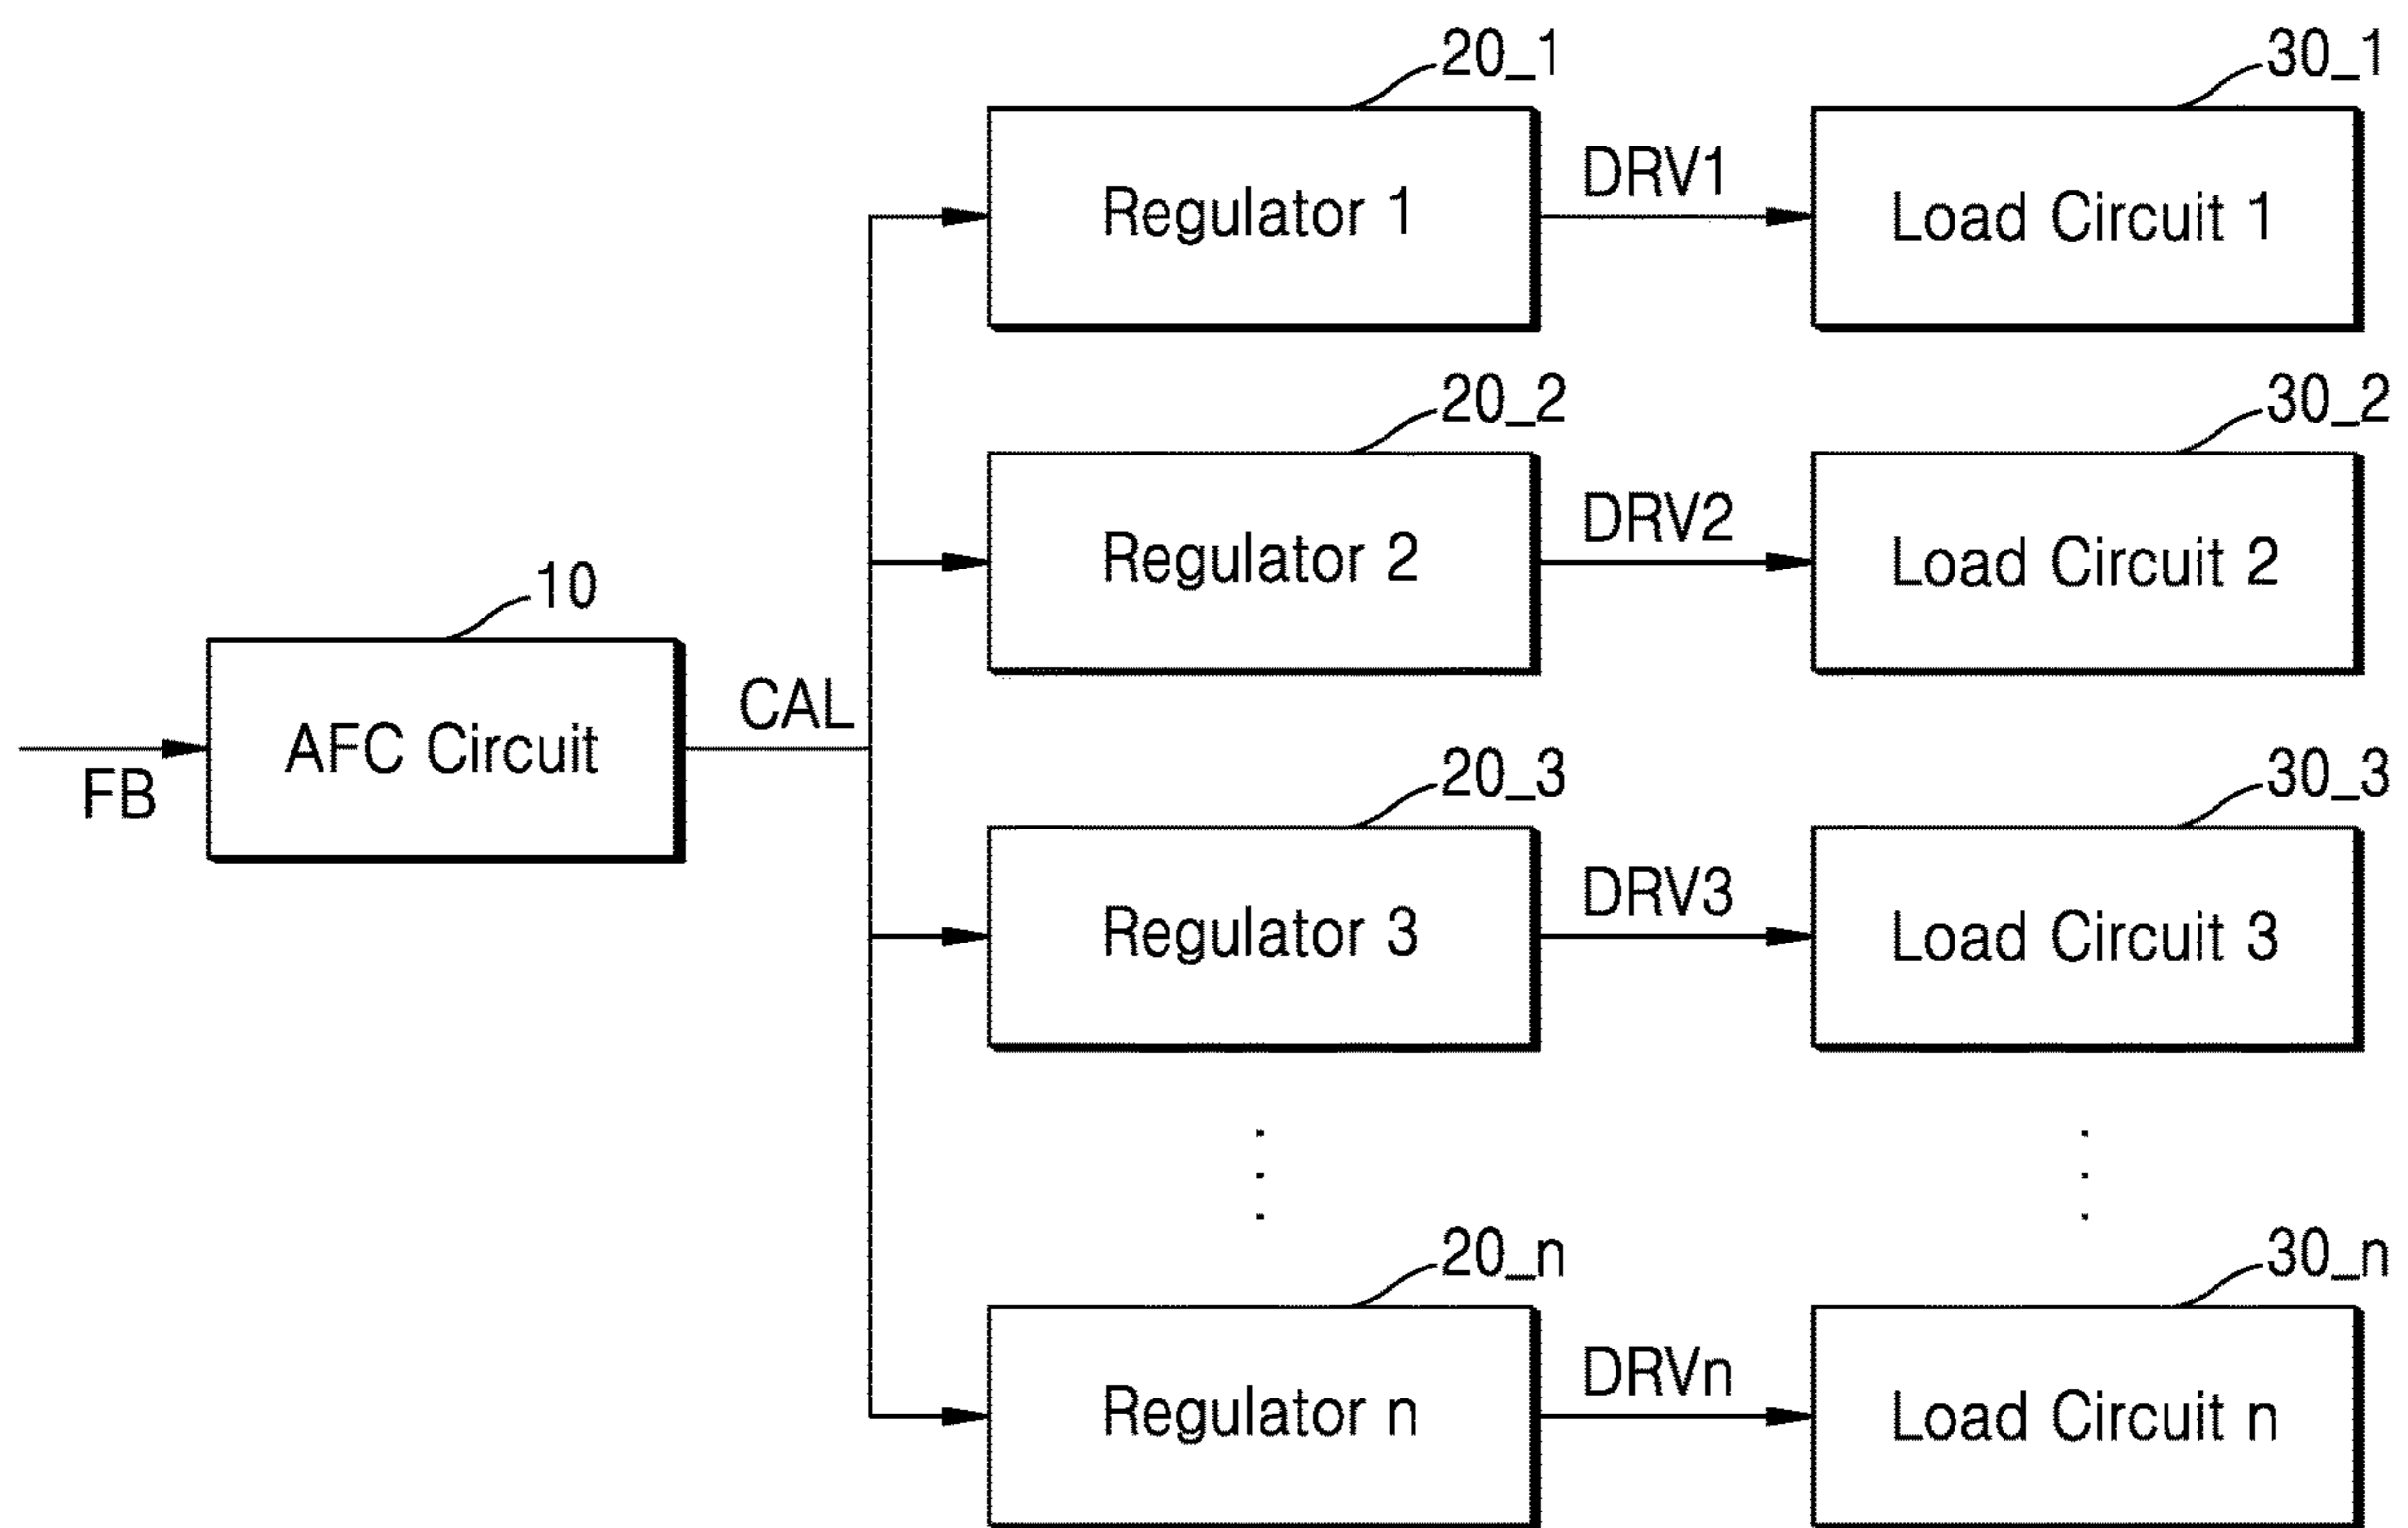 20_1
30_1
Regulator 1
DRV1
Load Circuit 1
20_2
30_2
Regulator 2
DRV2
Load Circuit 2
10
AFC Circuit
FB
CAL
20_3
30_3
Regulator 3
DRV3
Load Circuit 3
20_n
30_n
Regulator n
DRVn
Load Circuit n